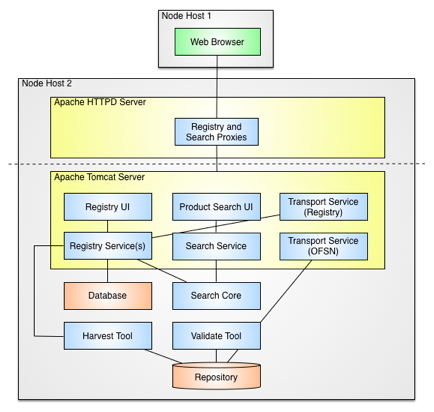 Node Host 1
Web Browser
Node Host 2
Apache HTTPD Server
Registry and
Search Proxies
Apache Tomcat Server
Registry UI
Product Search UI
Transport Service
(Registry)
Registry Service(s)
Search Service
Transport Service
(OFSN)
Database
Search Core
Harvest Tool
Validate Tool
Repository